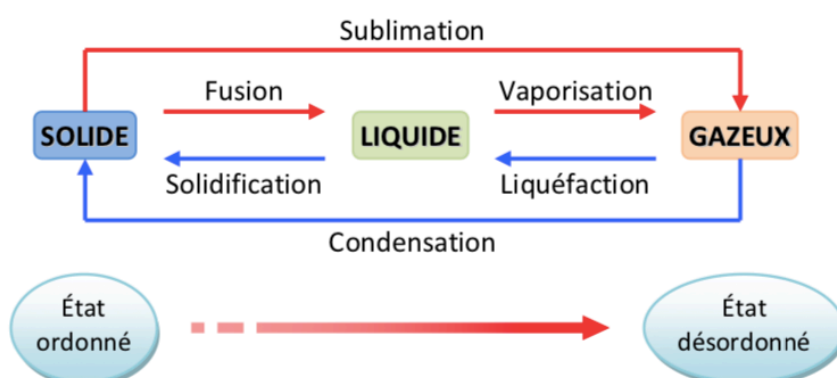 Sublimation
Fusion
Vaporisation
SOLIDE
LIQUIDE
GAZEUX
Solidification
Liquéfaction
Condensation
État
ordonné
État
désordonné